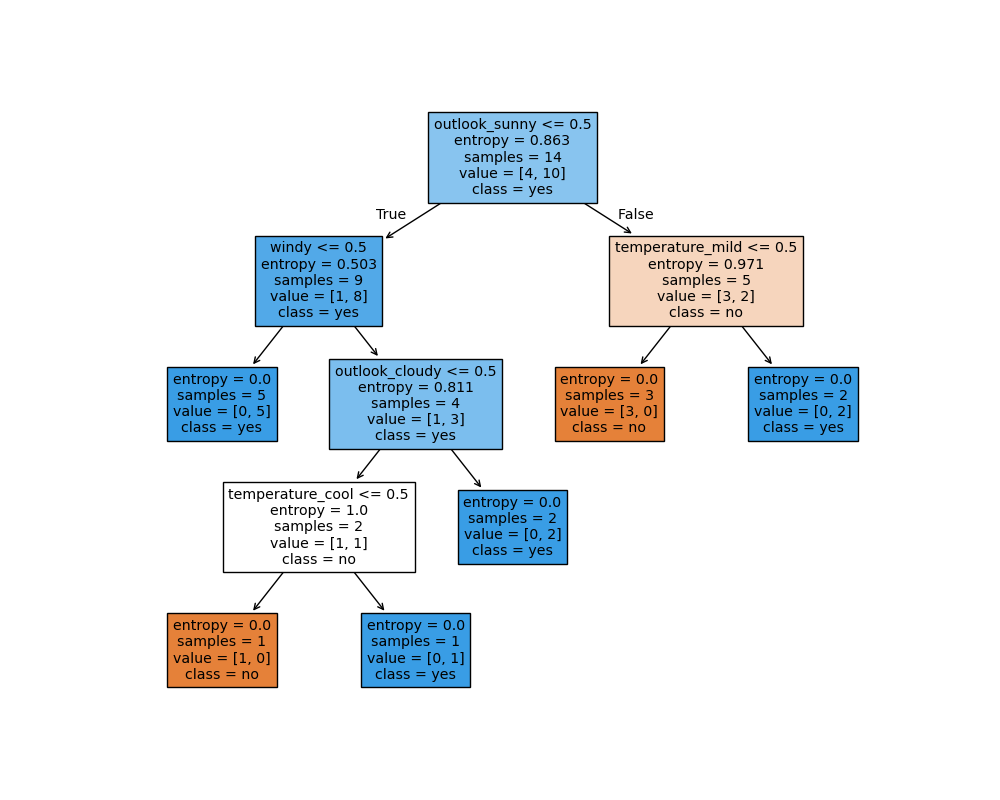 outlook_sunny <= 0.5
entropy = 0.863
samples = 14
value = [4, 10]
class = yes
True
False
windy <= 0.5
entropy = 0.503
samples = 9
value = [1, 8]
class = yes
temperature_mild <= 0.5
entropy = 0.971
samples = 5
value = [3, 2]
class = no
entropy = 0.0
samples = 5
value = [0, 5]
class = yes
outlook_cloudy <= 0.5
entropy = 0.811
samples = 4
value = [1, 3]
class = yes
entropy = 0.0
samples = 3
value = [3, 0]
class = no
entropy = 0.0
samples = 2
value = [0, 2]
class = yes
temperature_cool <= 0.5
entropy = 1.0
samples = 2
value = [1, 1]
class = no
entropy = 0.0
samples = 2
value = [0, 2]
class = yes
entropy = 0.0
samples = 1
value = [1, 0]
class = no
entropy = 0.0
samples = 1
value = [0, 1]
class = yes